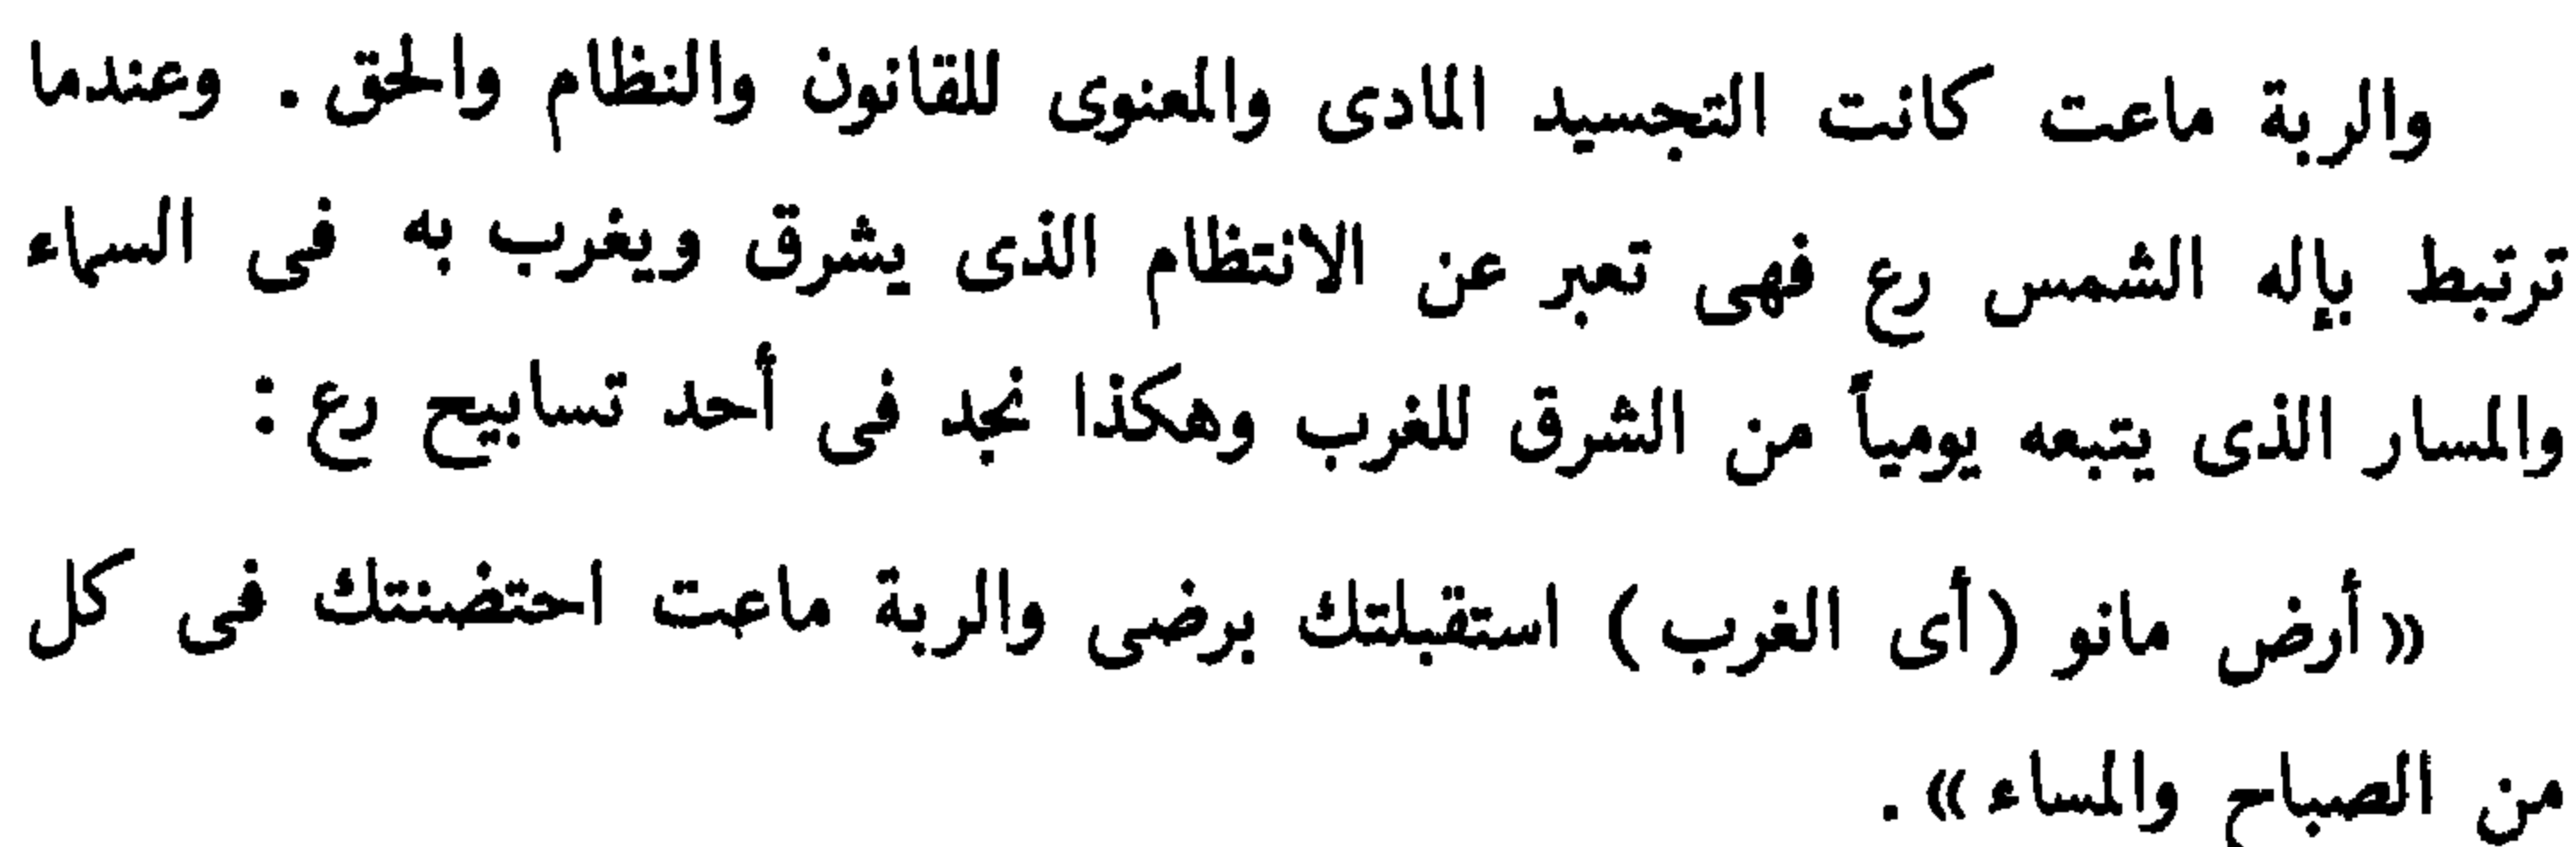 والربة ماعت كانت التجسيد المادى والمعنوى للقانون والنظام والحق . وعندما
ترتبط بإله الشمس رع فهى تعبر عن الانتظام الذى يشرق ويغرب به فى السماء
والمسار الذى يتبعه يومياً من الشرق للغرب وهكذا نجد فى أحد تسابيح رع :
«أرض مانو (أى الغرب) استقبلتك برضى والربة ماعت احتضنتك فى كل
من الصباح والمساء» .